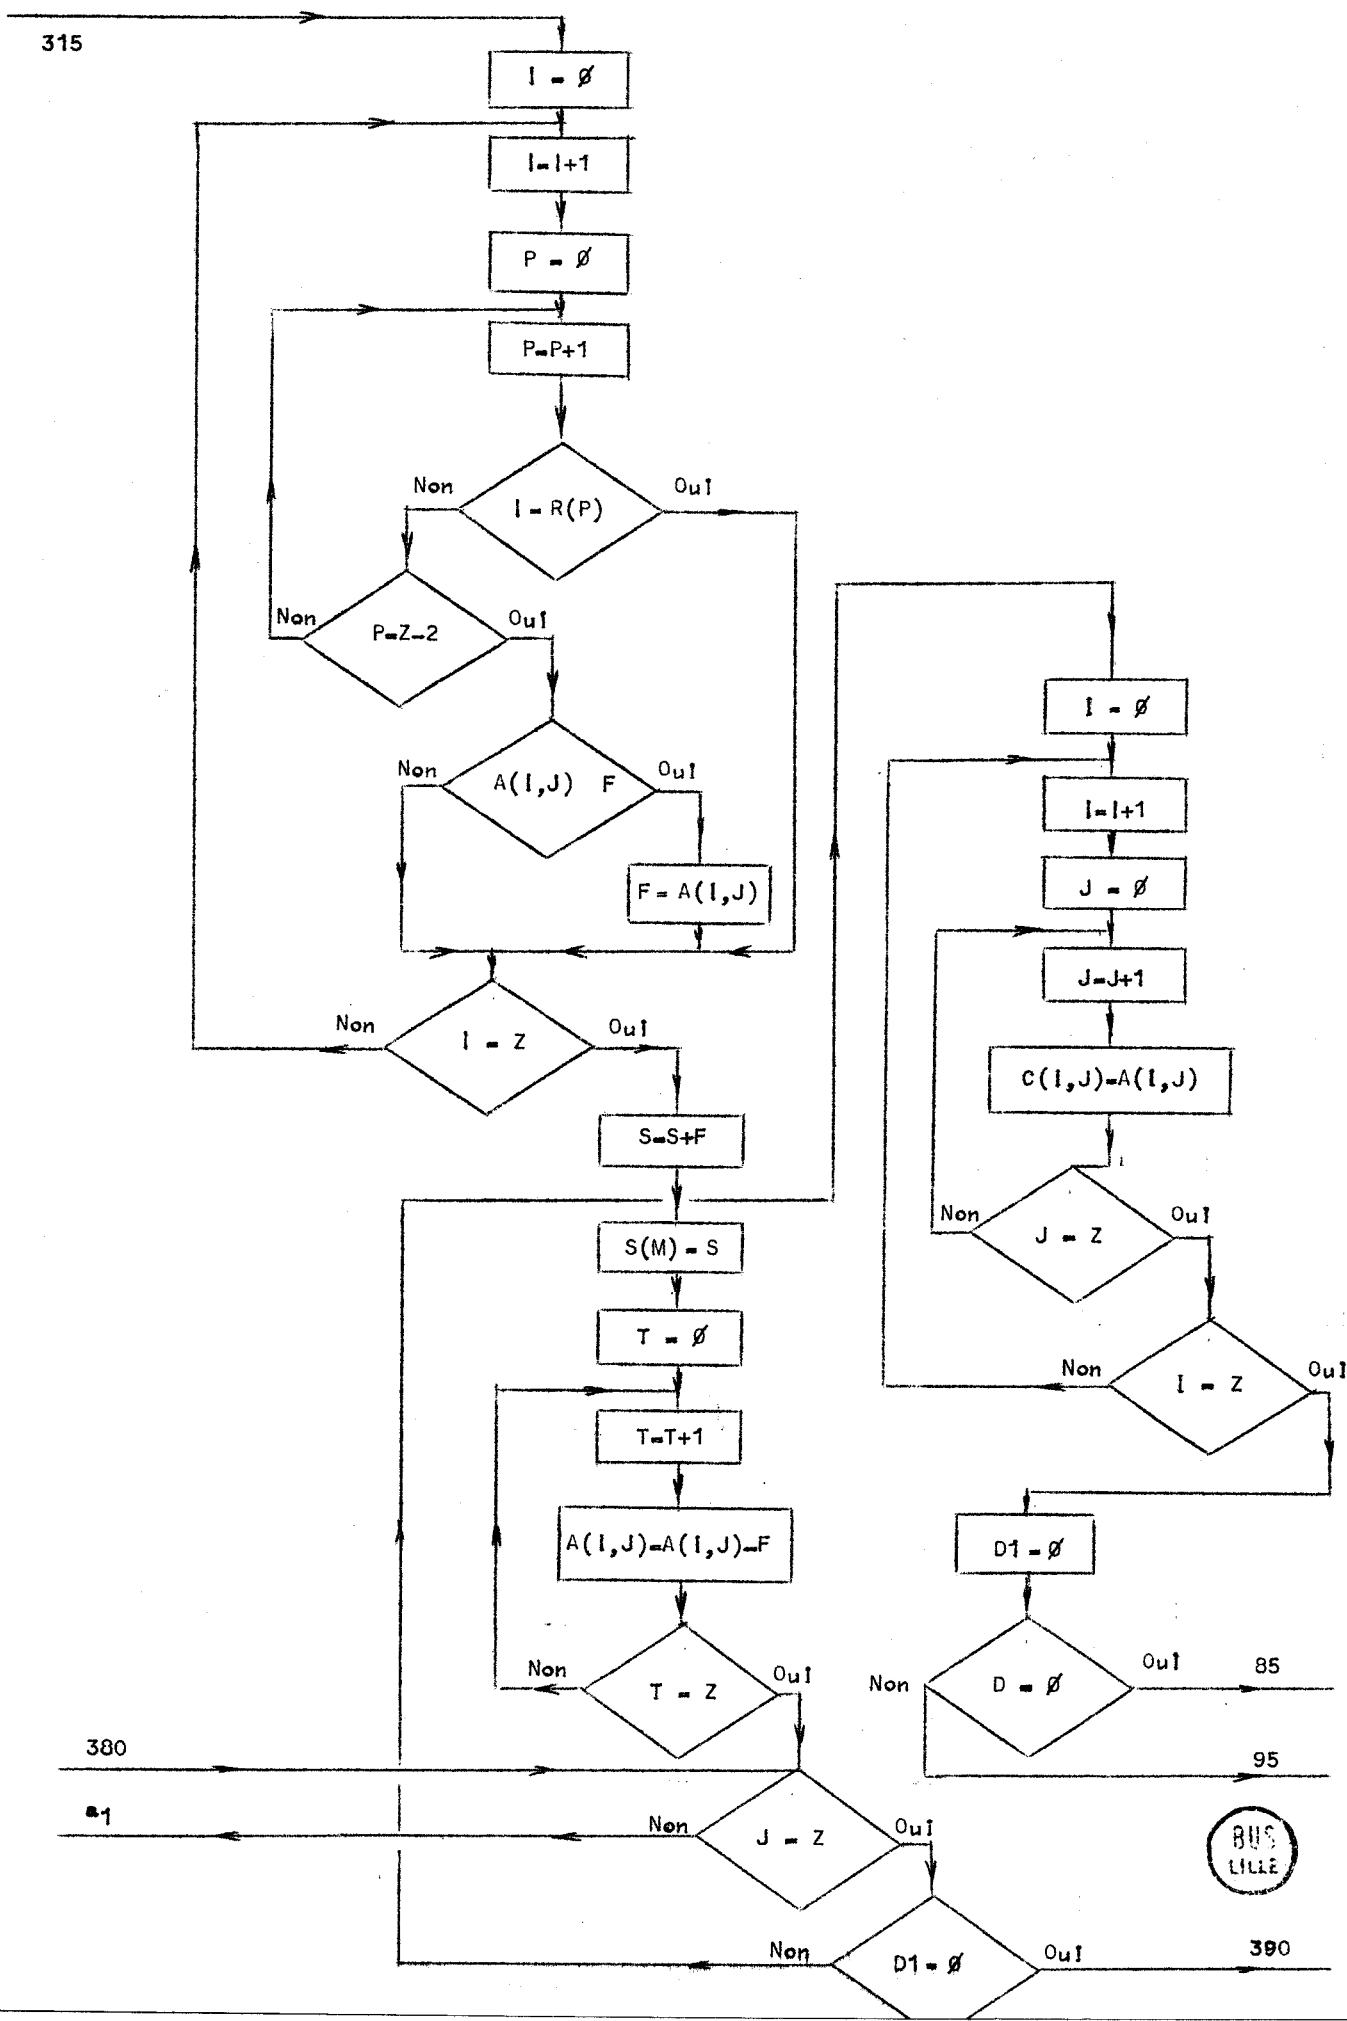 315
I = Ø
I=I+1
P = Ø
P=P+1
Non
Oui
I = R(P)
Non
Oui
P=Z-2
Non
Oui
A(I,J) F
F = A(I,J)
Non
Oui
I = Z
S=S+F
S(M) = S
T = Ø
T=T+1
A(I,J)=A(I,J)-F
Non
Oui
T = Z
380
a1
Non
Oui
J = Z
Non
Oui
390
D1 = Ø
I = Ø
I=I+1
J = Ø
J=J+1
C(I,J)=A(I,J)
Non
Oui
J = Z
Non
Oui
I = Z
D1 = Ø
Non
Oui
85
D = Ø
95
BUS
LILLE